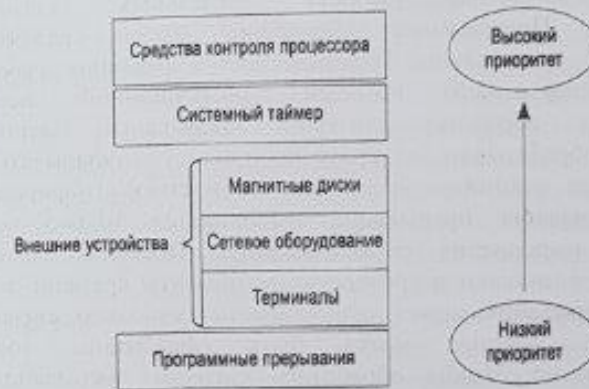 Средства контроля процессора
Высокий
приоритет
Системный таймер
Магнитные диски
Внешние устройства
Сетевое оборудование
Терминалы
Программные прерывания
Низкий
приоритет